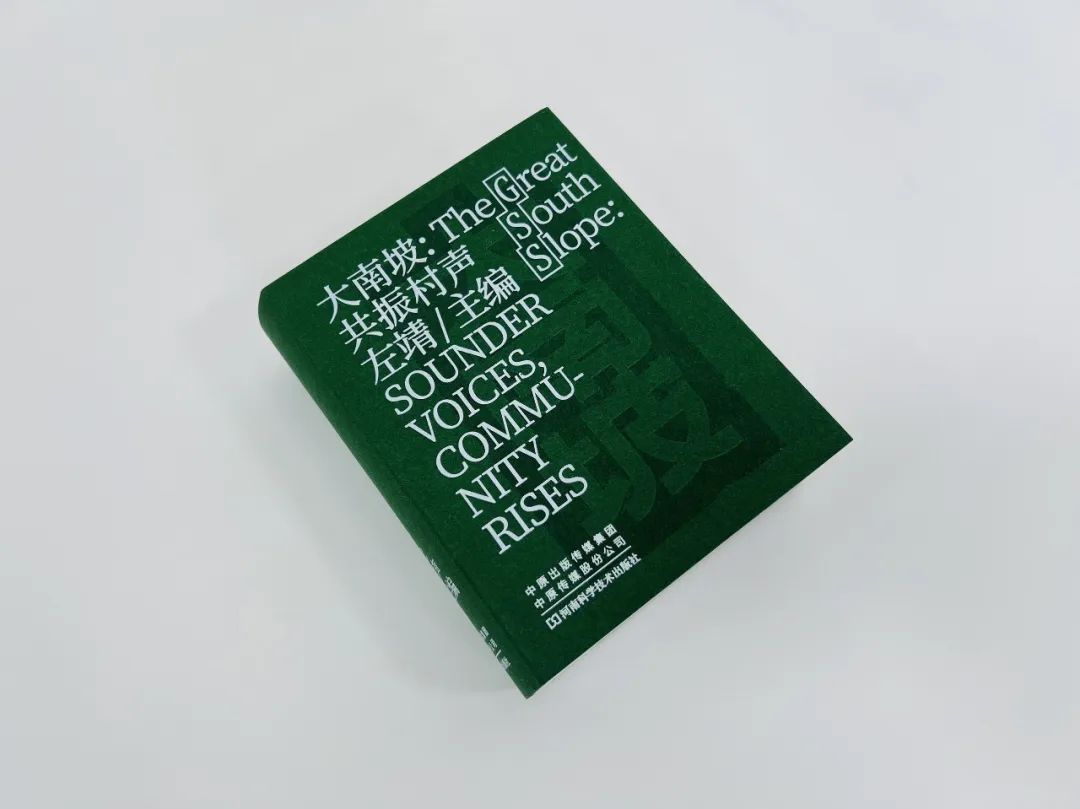 大南坡: The Great
共振村声 South
左靖/主编 Slope:
SOUNDER
VOICES,
COMMU-
NITY
RISES
中原出版传媒集团
中原传媒股份公司
河南科学技术出版社